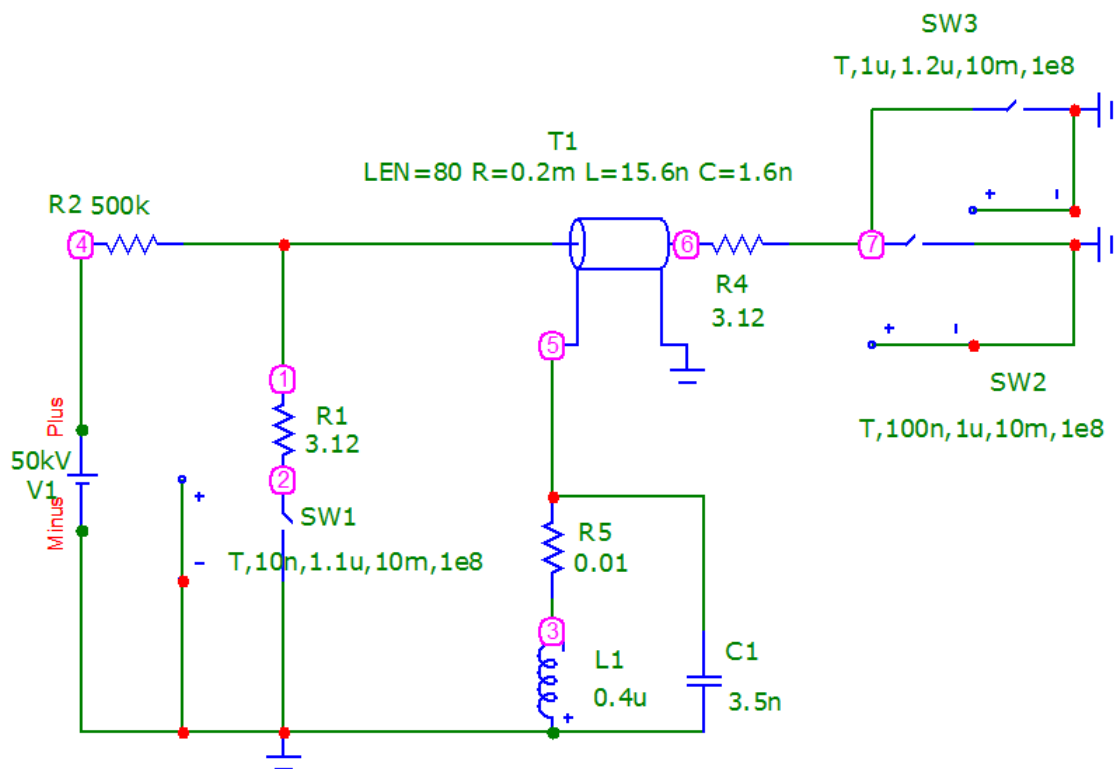 SW3
T,1u,1.2u,10m,1e8
T1
LEN=80 R=0.2m L=15.6n C=1.6n
+
-
R2 500k
4
6
7
R4
3.12
+
-
5
SW2
T,100n,1u,10m,1e8
1
R1
3.12
Plus
50kV
V1
Minus
2
+
-
SW1
T,10n,1.1u,10m,1e8
R5
0.01
3
L1
0.4u
+
C1
3.5n